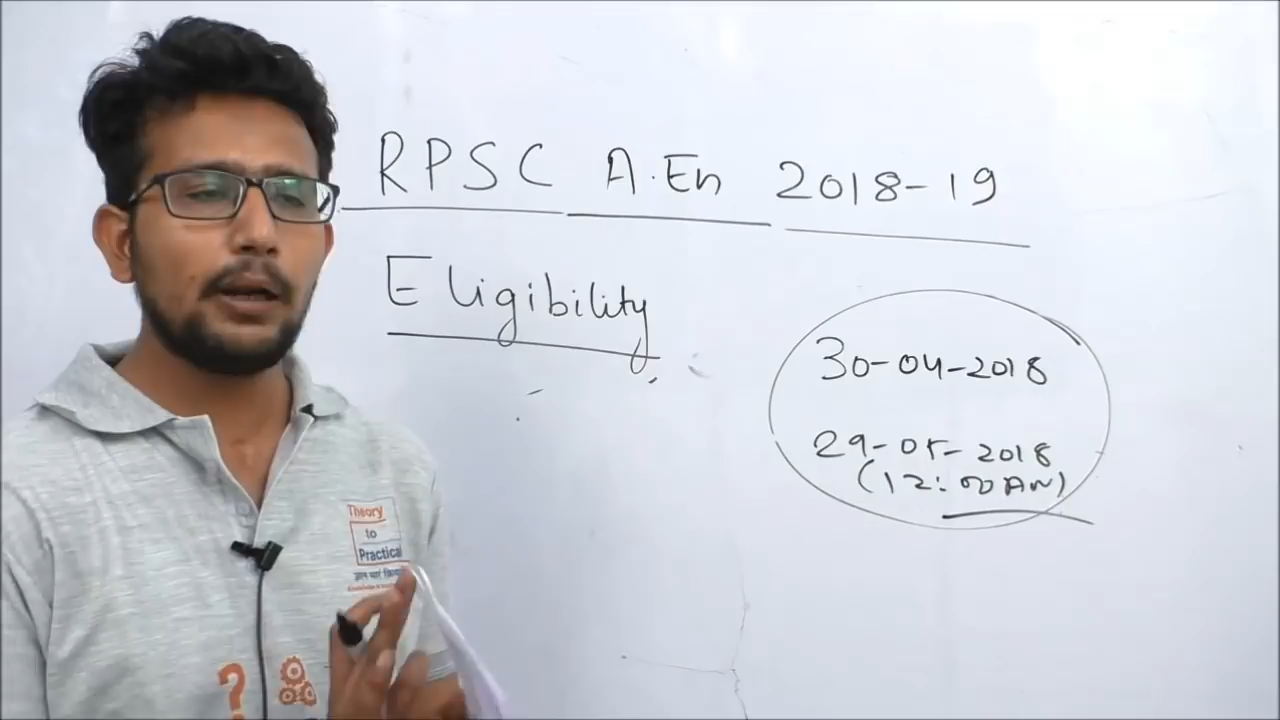 RPSC A.En 2018-19
Eligibility
30-04-2018
29-05-2018
(12:00AM)
Theory
to
Practical
?